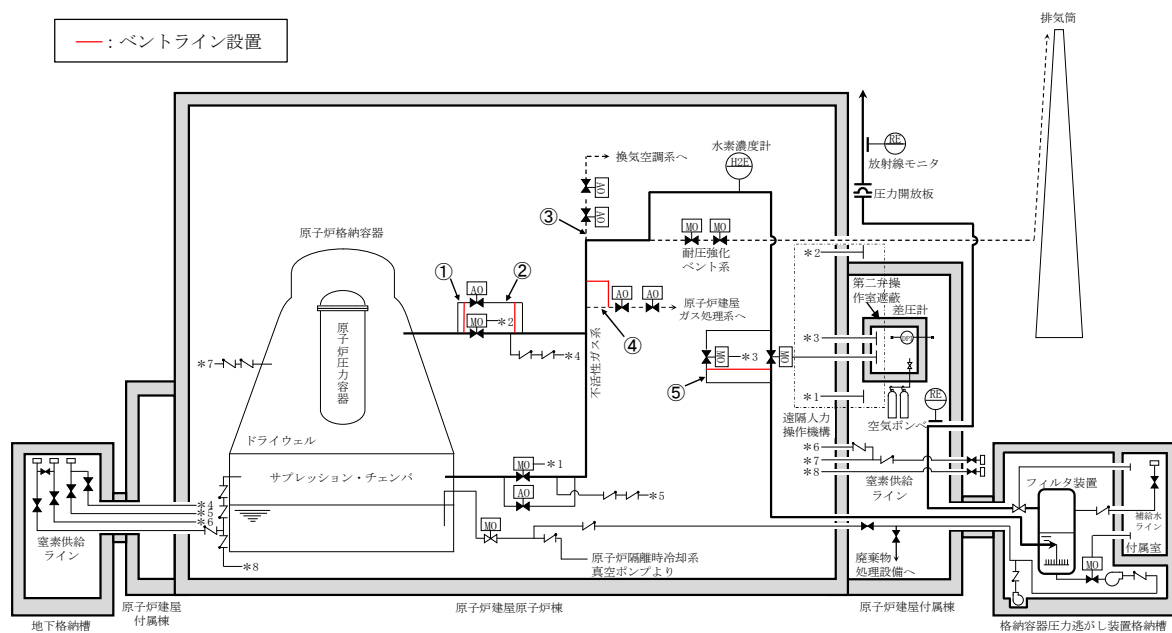 ：ベントライン設置
排気筒
水素濃度計
換気空調系へ
AO
AO
H2E
RE
放射線モニタ
圧力開放板
③
原子炉格納容器
MO
MO
耐圧強化
ベント系
＊2
①
②
AO
MO
＊2
AO
AO
原子炉建屋
ガス処理系へ
④
第二弁操
作室遮蔽
差圧計
DPI
＊3
原子炉圧力容器
＊4
不活性ガス系
MO
＊3
MO
⑤
＊7
＊1
RE
ドライウェル
遠隔人力
操作機構
空気ボンベ
＊6
＊7
＊8
窒素供給
ライン
サプレッション・チェンバ
MO
＊1
AO
＊5
フィルタ装置
補給水
ライン
付属室
MO
＊4
＊5
＊6
窒素供給
ライン
MO
＊8
原子炉隔離時冷却系
真空ポンプより
廃棄物
処理設備へ
地下格納槽
原子炉建屋
付属棟
原子炉建屋原子炉棟
原子炉建屋付属棟
格納容器圧力逃がし装置格納槽